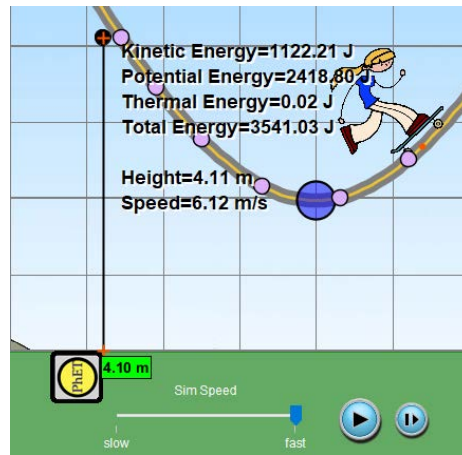 Kinetic Energy=1122.21 J
Potential Energy=2418.80 J
Thermal Energy=0.02 J
Total Energy=3541.03 J
Height=4.11 m
Speed=6.12 m/s
PhET
4.10 m
Sim Speed
slow
fast